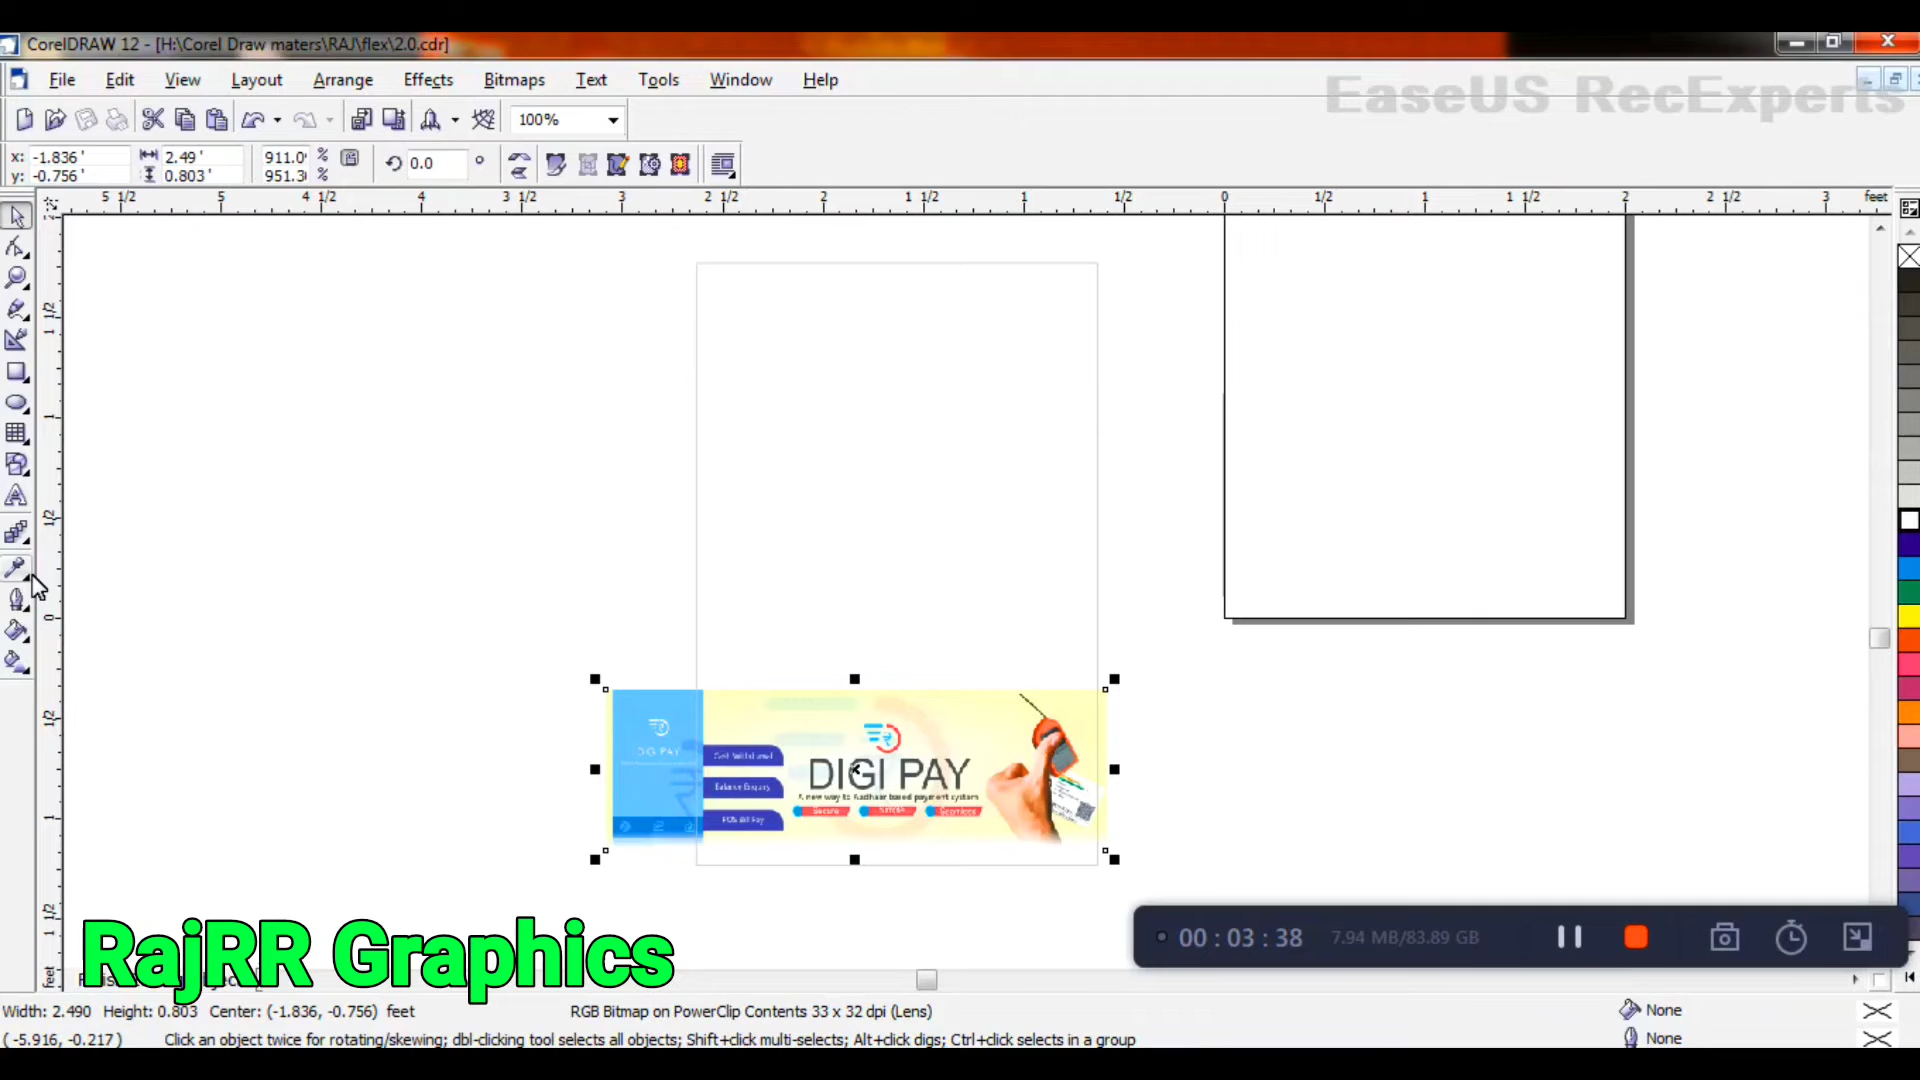 CorelDRAW 12 - [H:\Corel Draw maters\RAJ\flex\2.0.cdr]
File Edit View Layout Arrange Effects Bitmaps Text Tools Window Help
EaseUS RecExperts
100%
x: -1.836 ' 2.49 ' 911.0 % 0.0 °
y: -0.756 ' 0.803 ' 951.3 %
5 1/2 5 4 1/2 4 3 1/2 3 2 1/2 2 1 1/2 1 1/2 0 1/2 1 1 1/2 2 2 1/2 3 feet
DIGI PAY
Cash Withdrawal
Balance Enquiry
DIGI PAY
A new way to Aadhaar based payment system
Secure Seamless
RajRR Graphics
00 : 03 : 38 7.94 MB/83.89 GB
Width: 2.490 Height: 0.803 Center: (-1.836, -0.756) feet RGB Bitmap on PowerClip Contents 33 x 32 dpi (Lens) None
(-5.916, -0.217 ) Click an object twice for rotating/skewing; dbl-clicking tool selects all objects; Shift+click multi-selects; Alt+click digs; Ctrl+click selects in a group None